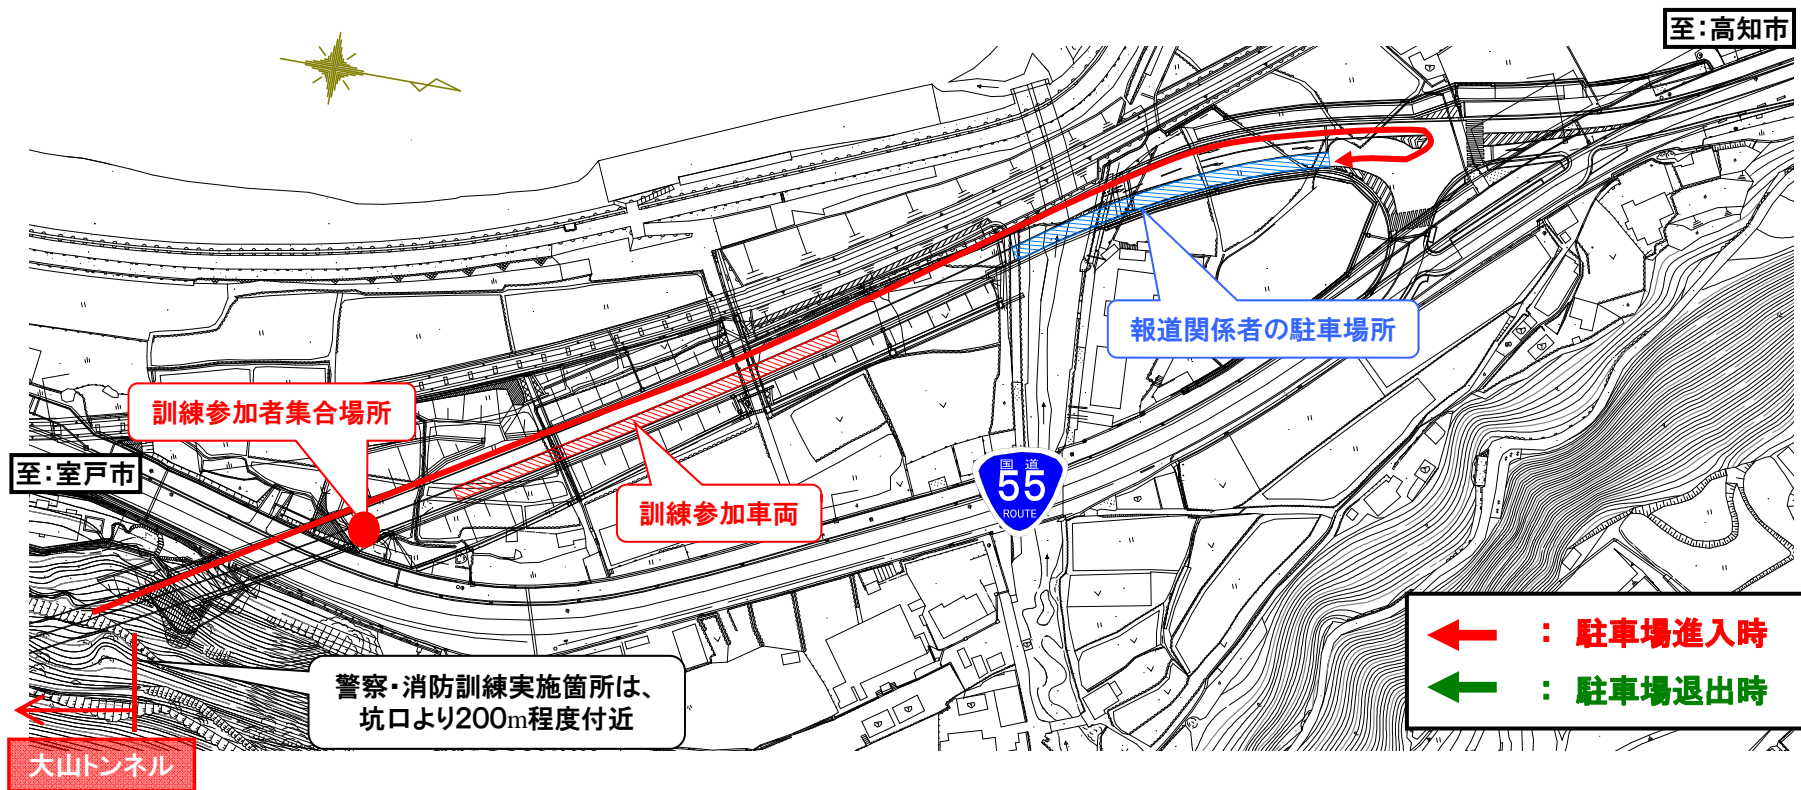 至：高知市
報道関係者の駐車場所
訓練参加者集合場所
至：室戸市
訓練参加車両
国道
55
ROUTE
警察・消防訓練実施箇所は、
坑口より200m程度付近
大山トンネル
：駐車場進入時
：駐車場退出時